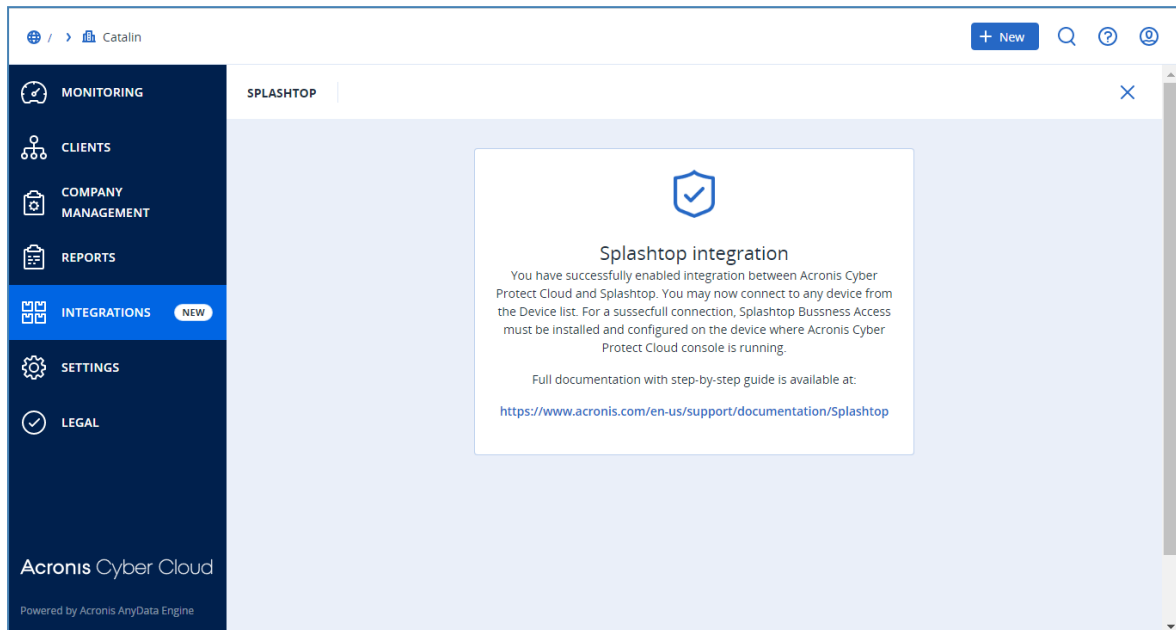 / > Catalin
+ New
MONITORING
CLIENTS
COMPANY
MANAGEMENT
REPORTS
INTEGRATIONS NEW
SETTINGS
LEGAL
Acronis Cyber Cloud
Powered by Acronis AnyData Engine
SPLASHTOP
Splashtop integration
You have successfully enabled integration between Acronis Cyber
Protect Cloud and Splashtop. You may now connect to any device from
the Device list. For a sussecfull connection, Splashtop Bussness Access
must be installed and configured on the device where Acronis Cyber
Protect Cloud console is running.
Full documentation with step-by-step guide is available at:
https://www.acronis.com/en-us/support/documentation/Splashtop